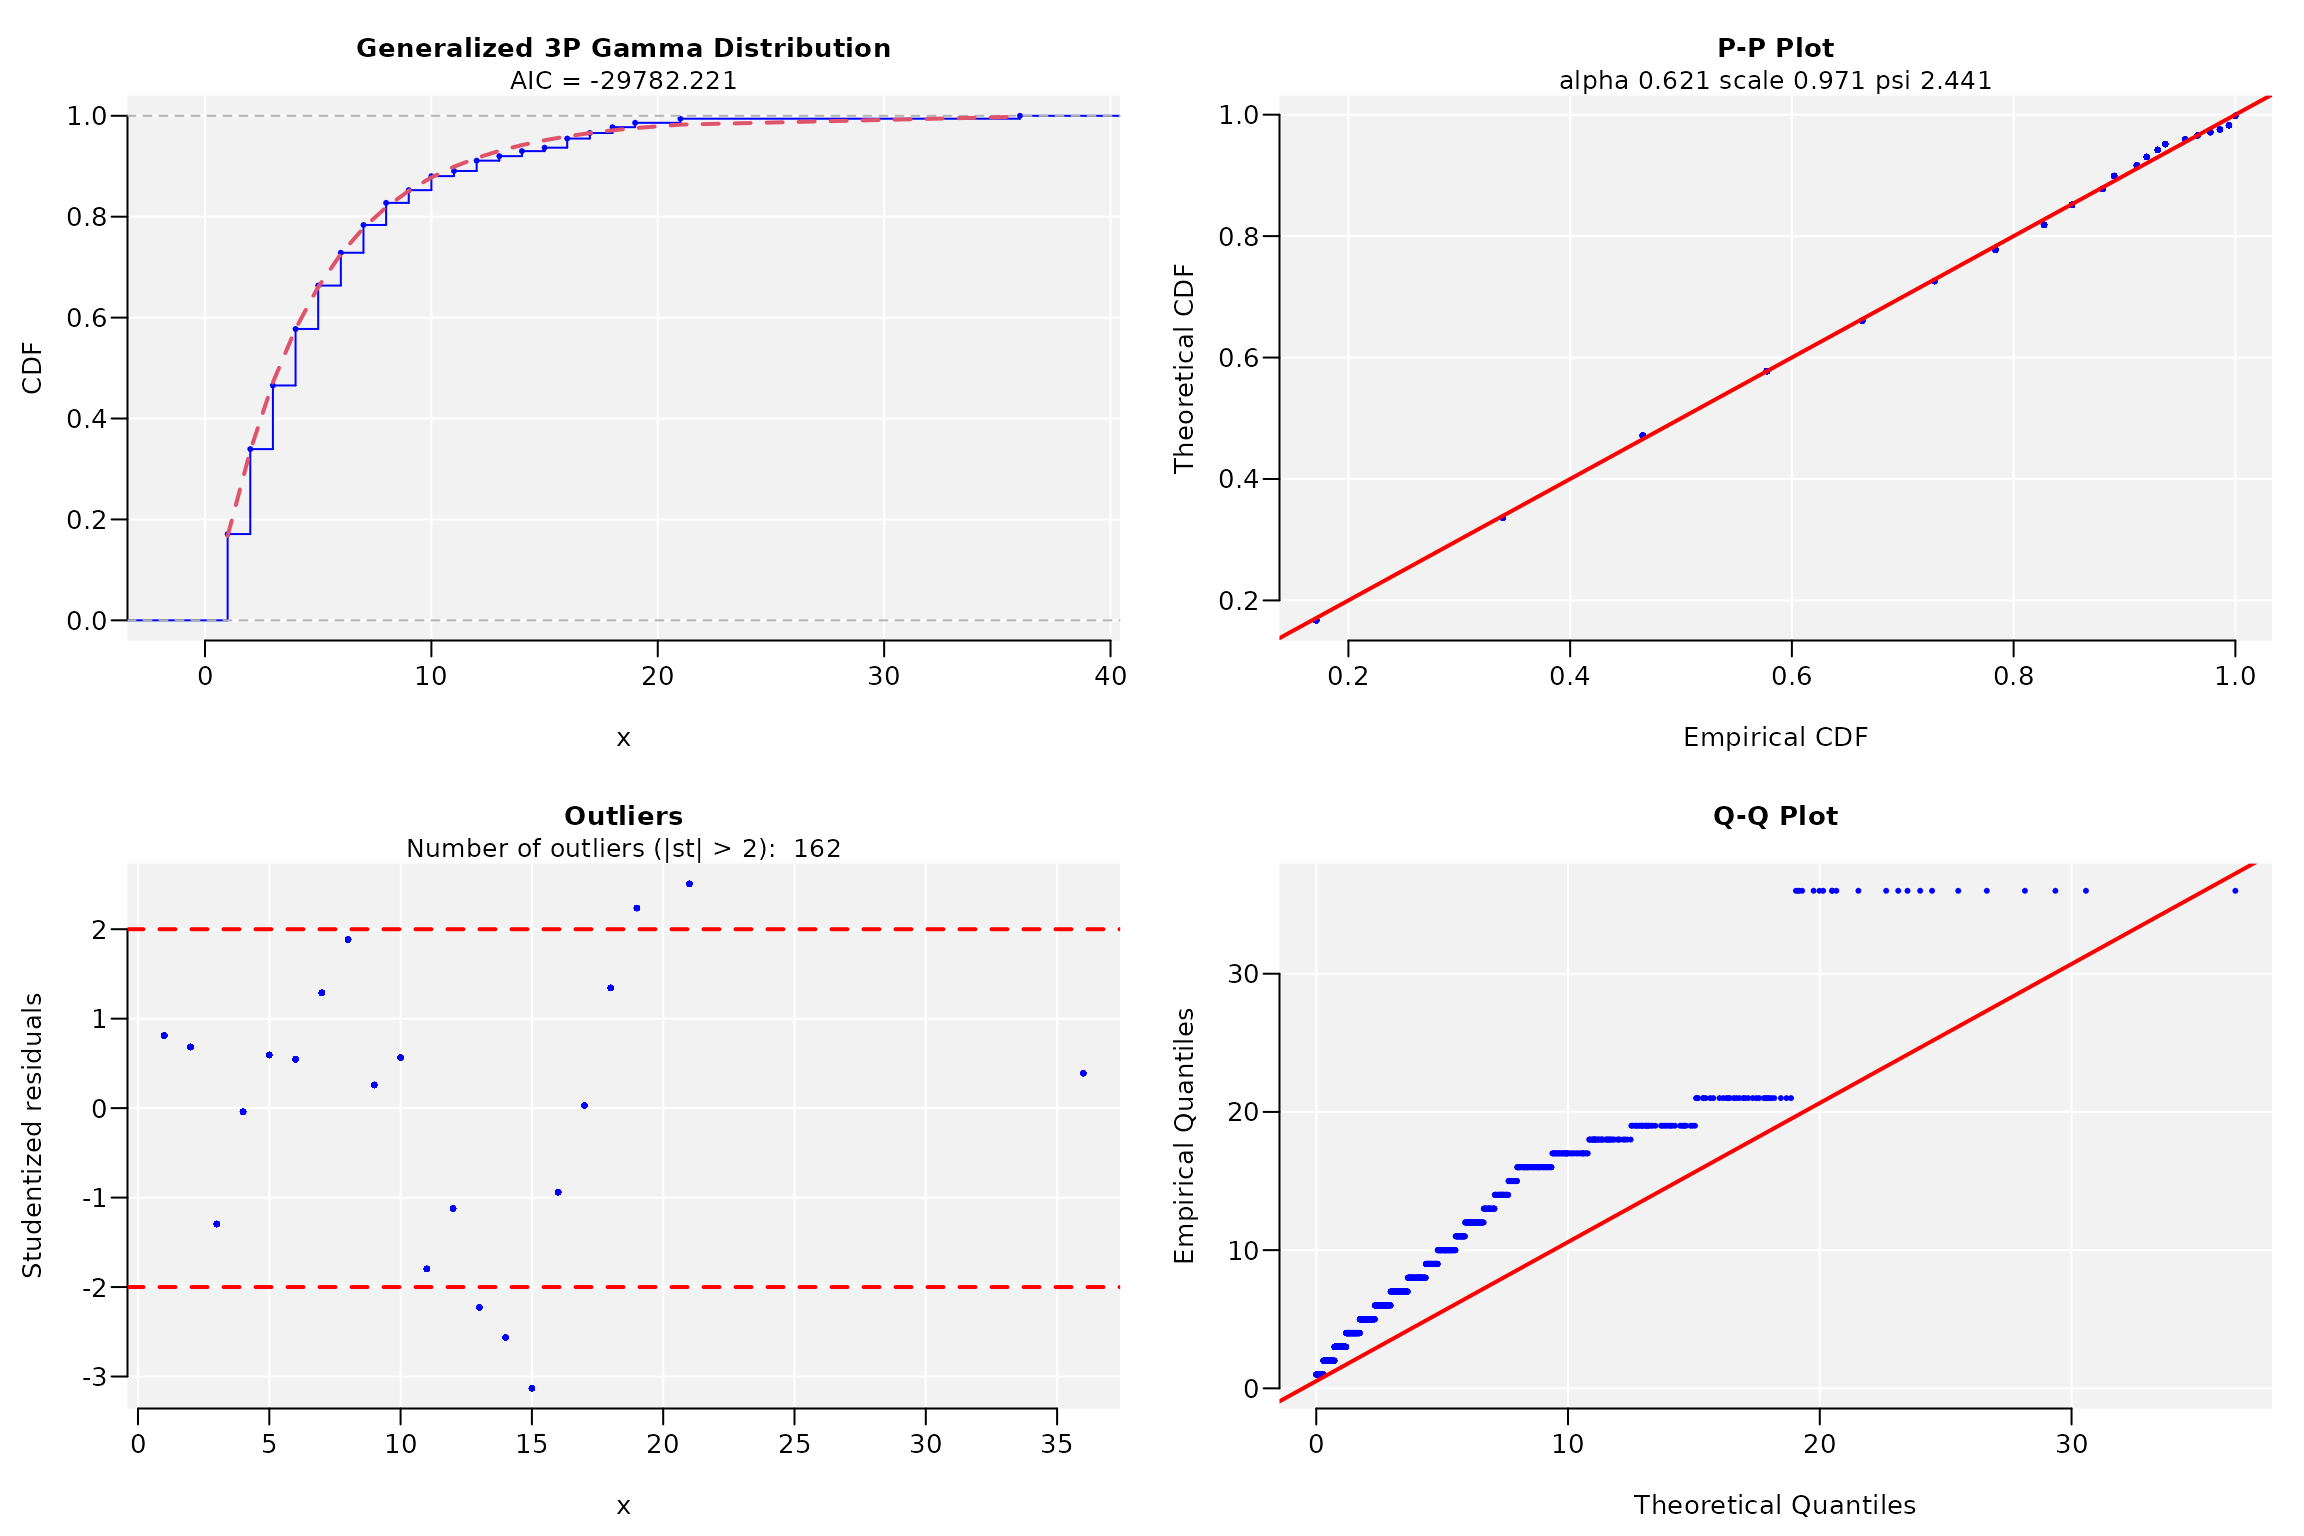 Generalized 3P Gamma Distribution
AIC = -29782.221
1.0
0.8
0.6
0.4
0.2
0.0
CDF
0 10 20 30 40
x
P-P Plot
alpha 0.621 scale 0.971 psi 2.441
1.0
0.8
0.6
0.4
0.2
Theoretical CDF
0.2 0.4 0.6 0.8 1.0
Empirical CDF
Outliers
Number of outliers (|st| > 2):  162
2
1
0
-1
-2
-3
Studentized residuals
0 5 10 15 20 25 30 35
x
Q-Q Plot
30
20
10
0
Empirical Quantiles
0 10 20 30
Theoretical Quantiles